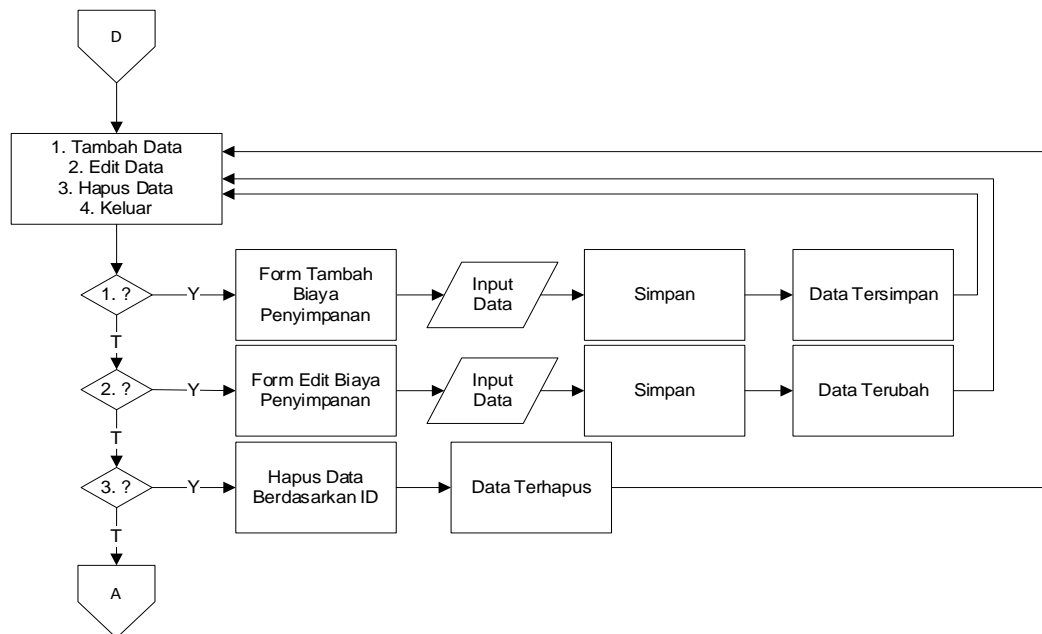 D
1. Tambah Data
2. Edit Data
3. Hapus Data
4. Keluar
1. ?
Y
Form Tambah
Biaya
Penyimpanan
Input
Data
Simpan
Data Tersimpan
T
2. ?
Y
Form Edit Biaya
Penyimpanan
Input
Data
Simpan
Data Terubah
T
3. ?
Y
Hapus Data
Berdasarkan ID
Data Terhapus
T
A